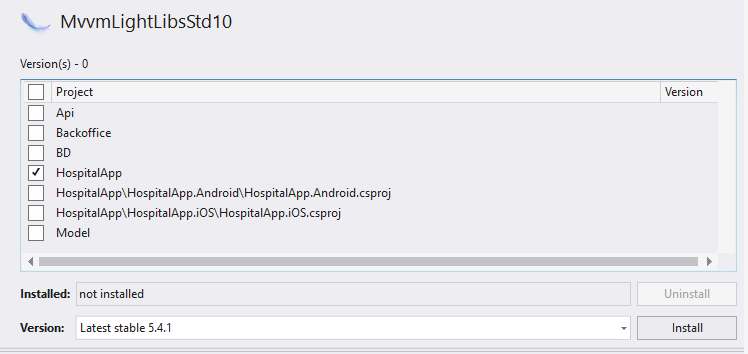 MvvmLightLibsStd10
Version(s) - 0
Project Version
Api
Backoffice
BD
HospitalApp
HospitalApp\HospitalApp.Android\HospitalApp.Android.csproj
HospitalApp\HospitalApp.iOS\HospitalApp.iOS.csproj
Model
Installed: not installed Uninstall
Version: Latest stable 5.4.1 Install